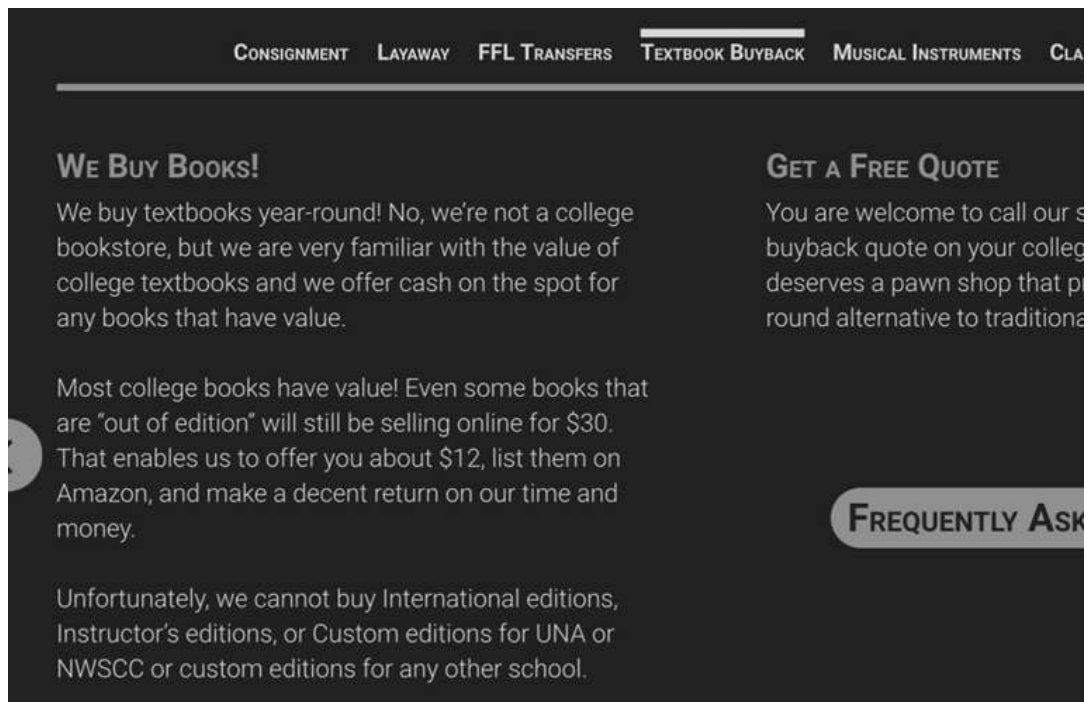 Consignment Layaway FFL Transfers Textbook Buyback Musical Instruments
We Buy Books!
We buy textbooks year-round! No, we're not a college
bookstore, but we are very familiar with the value of
college textbooks and we offer cash on the spot for
any books that have value.
Most college books have value! Even some books that
are “out of edition” will still be selling online for $30.
That enables us to offer you about $12, list them on
Amazon, and make a decent return on our time and
money.
Unfortunately, we cannot buy International editions,
Instructor's editions, or Custom editions for UNA or
NWSCC or custom editions for any other school.
Get a Free Quote
You are welcome to call our
buyback quote on your
deserves a pawn shop that
round alternative to
Frequently